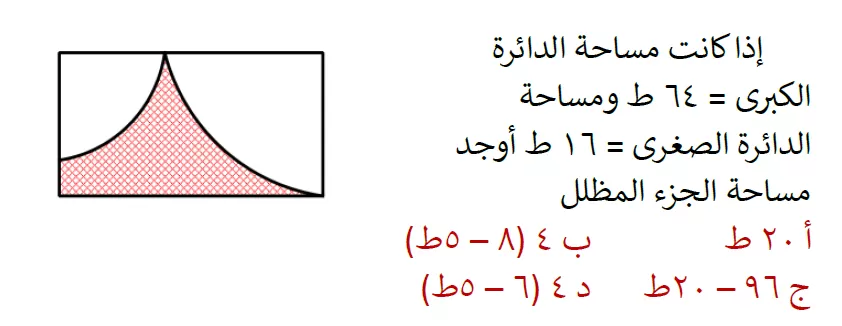 إذا كانت مساحة الدائرة
الكبرى = ٦٤ ط ومساحة
الدائرة الصغرى = ١٦ ط أوجد
مساحة الجزء المظلل
أ ٢٠ ط ب ٤ (٨ – ٥ط)
ج ٩٦ – ٢٠ط د ٤ (٦ – ٥ط)